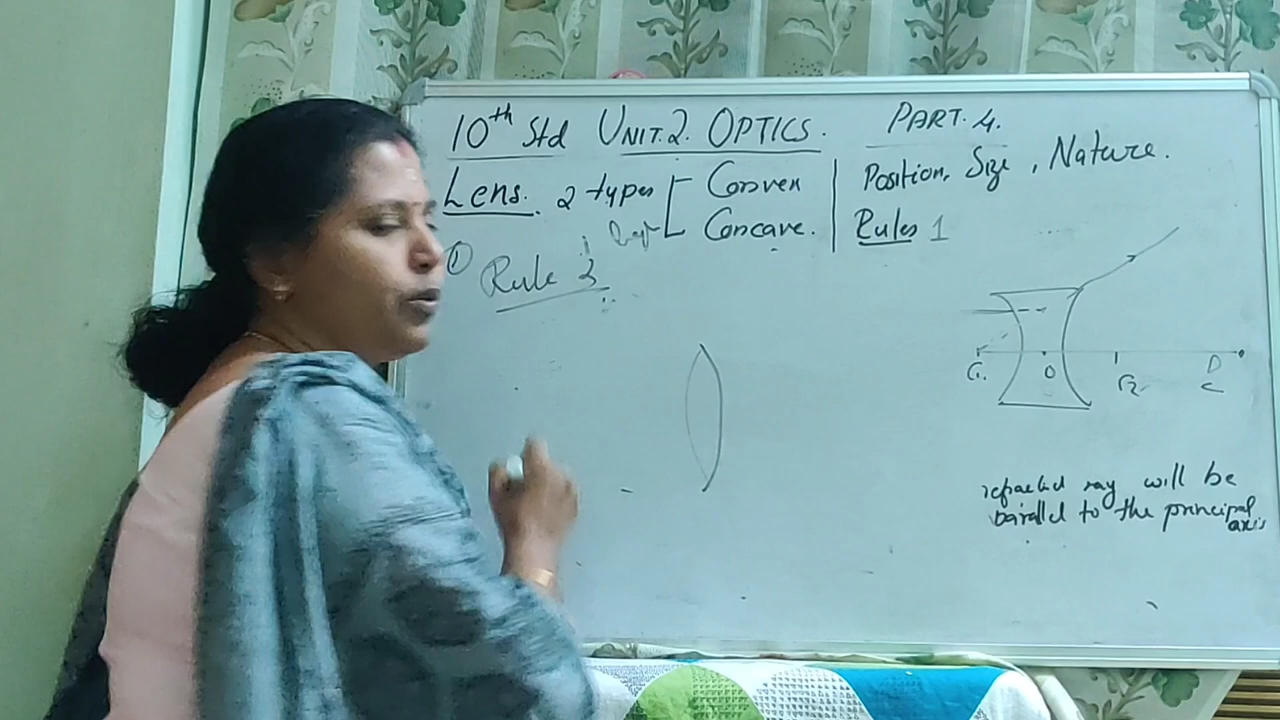 10th Std UNIT.2. OPTICS. PART.4.
Lens. 2 types Convex
Concave.
Position, Size, Nature.
Rules 1
① Rule 3
O
F2
C
refracted ray will be
parallel to the principal
axis